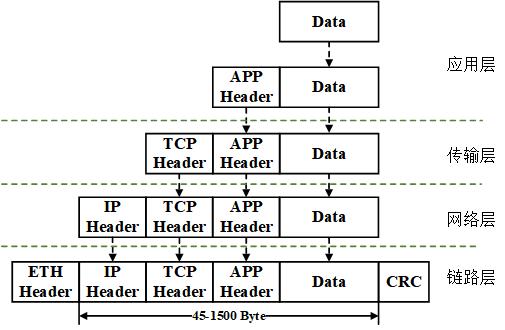 Data
应用层
APP
Header
Data
TCP
Header
APP
Header
Data
传输层
IP
Header
TCP
Header
APP
Header
Data
网络层
ETH
Header
IP
Header
TCP
Header
APP
Header
Data
CRC
链路层
45-1500 Byte